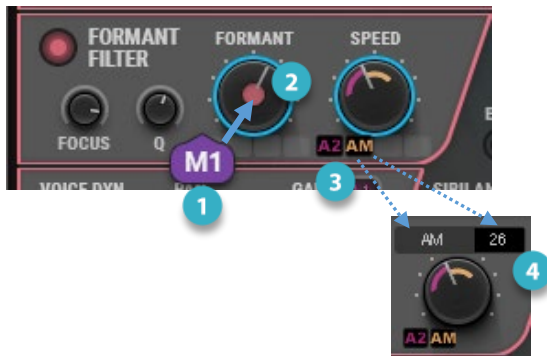 FORMANT
FILTER
FORMANT
SPEED
2
FOCUS
Q
A2 AM
M1
3
1
VOICE DYN
AM
26
4
A2 AM